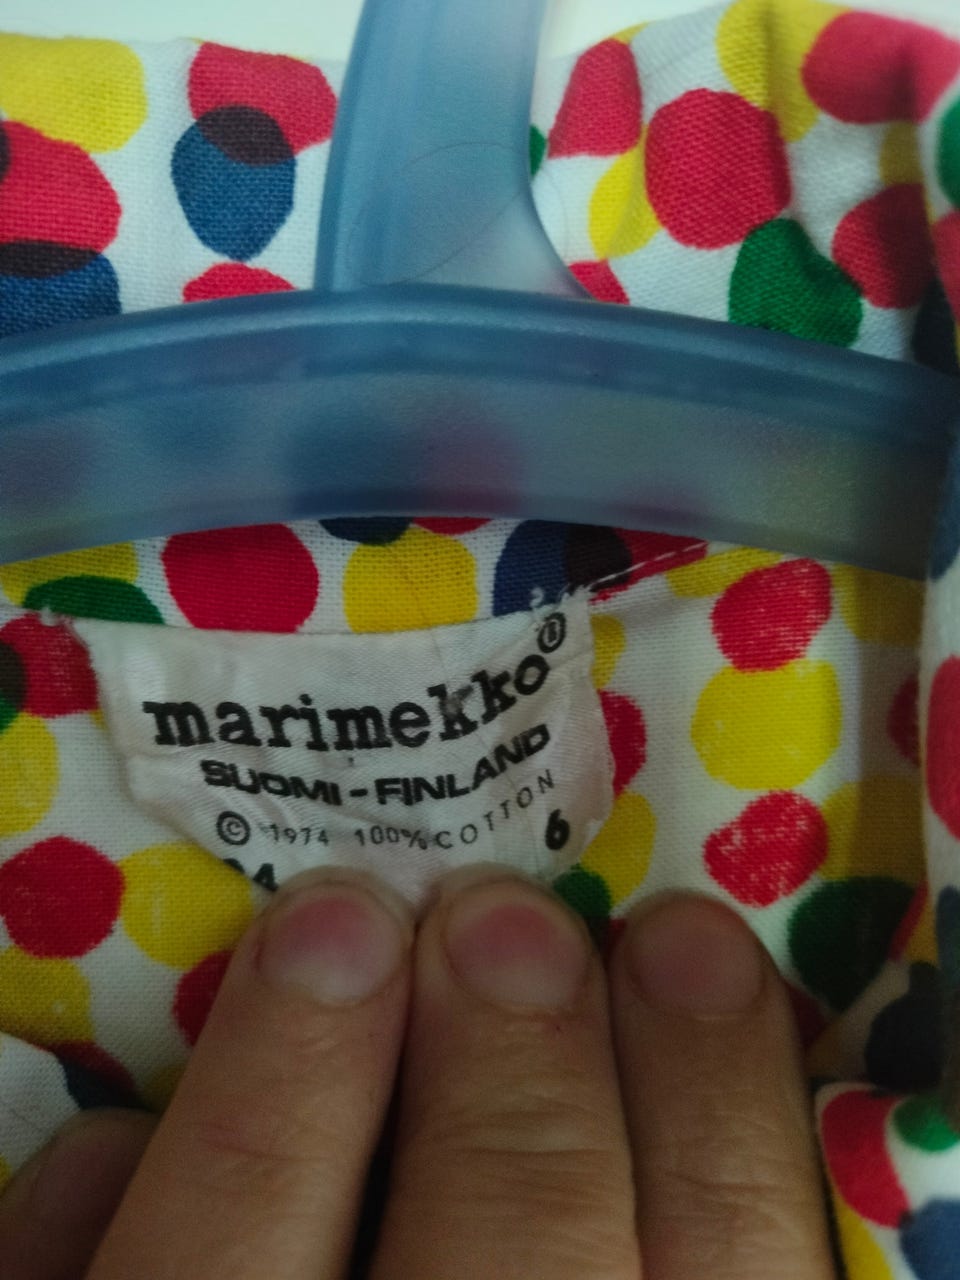 marimekko®
SUOMI-FINLAND
© 1974 100% COTTON
6